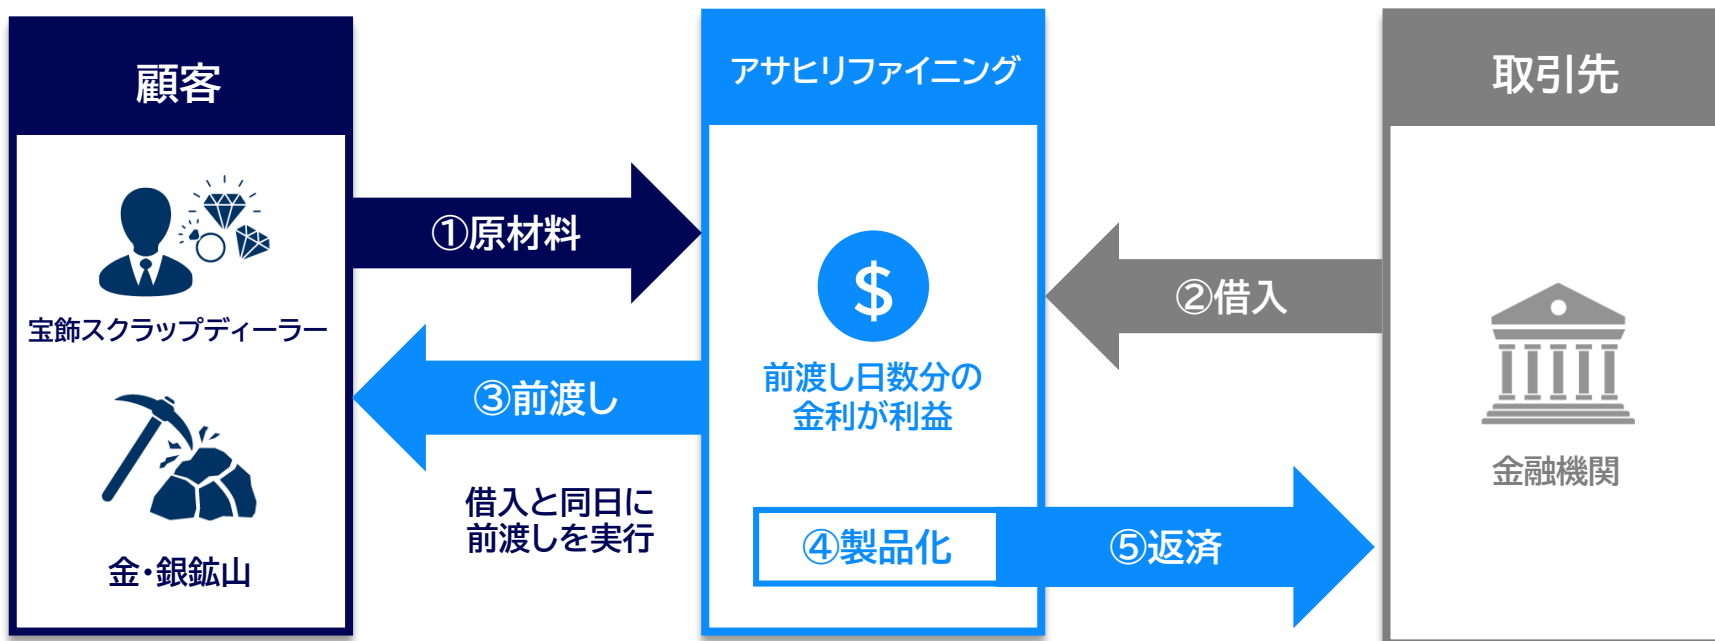 顧客
宝飾スクラップディーラー
金・銀鉱山
①原材料
③前渡し
借入と同日に
前渡しを実行
アサヒリファイニング
$
前渡し日数分の
金利が利益
④製品化
②借入
⑤返済
取引先
金融機関